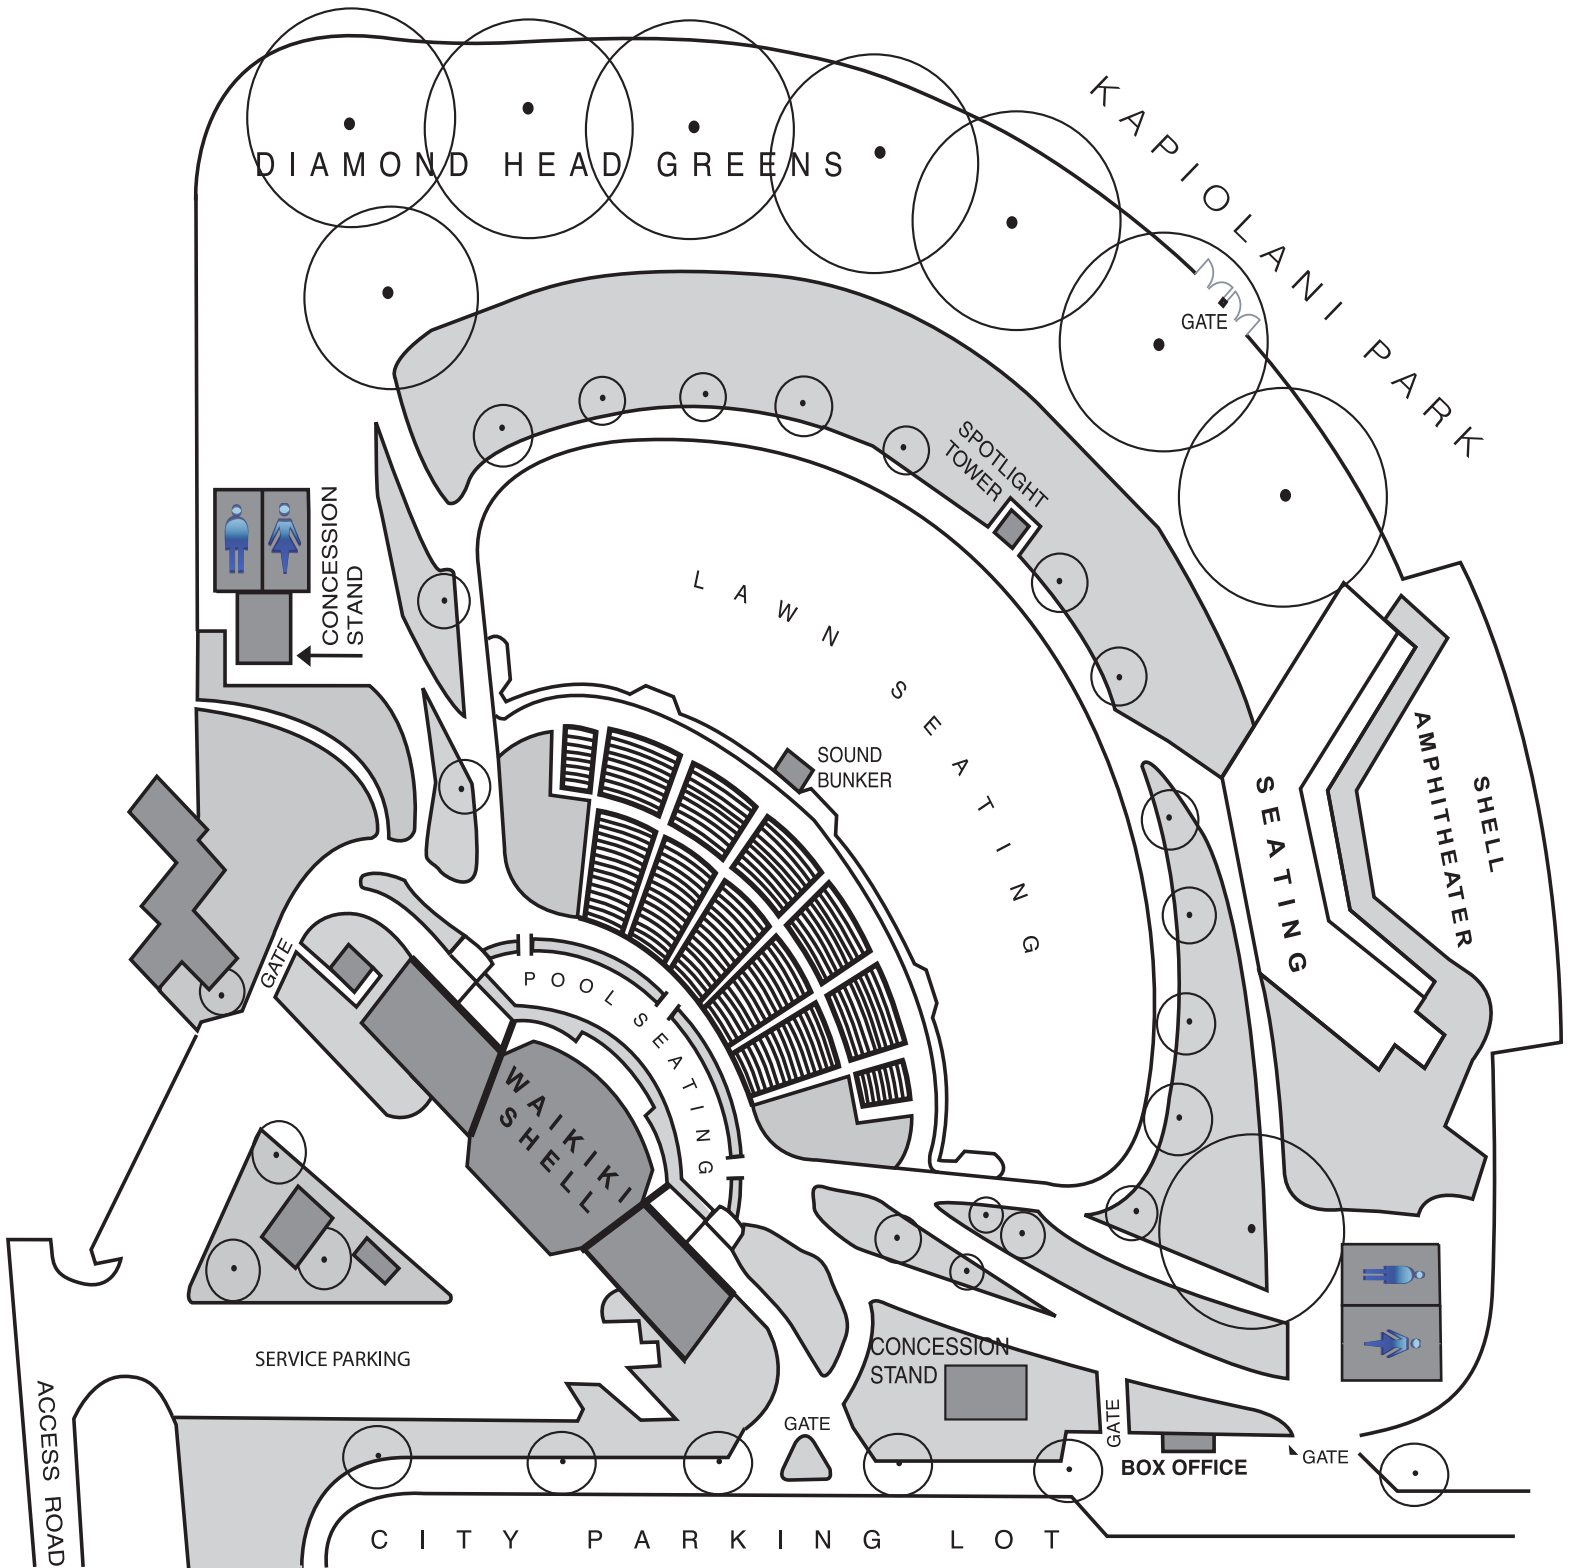 KAPIOLANI PARK
DIAMOND HEAD GREENS
GATE
SPOTLIGHT
TOWER
CONCESSION
STAND
LAWN SEATING
SOUND
BUNKER
SEATING
SHELL
AMPHITHEATER
GATE
POOL SEATING
WAIKIKI
SHELL
SERVICE PARKING
CONCESSION
STAND
ACCESS ROAD
GATE
GATE
BOX OFFICE
GATE
CITY PARKING LOT